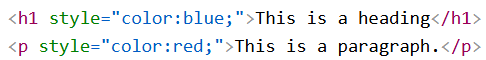 <h1 style="color:blue;">This is a heading</h1>
<p style="color:red;">This is a paragraph.</p>